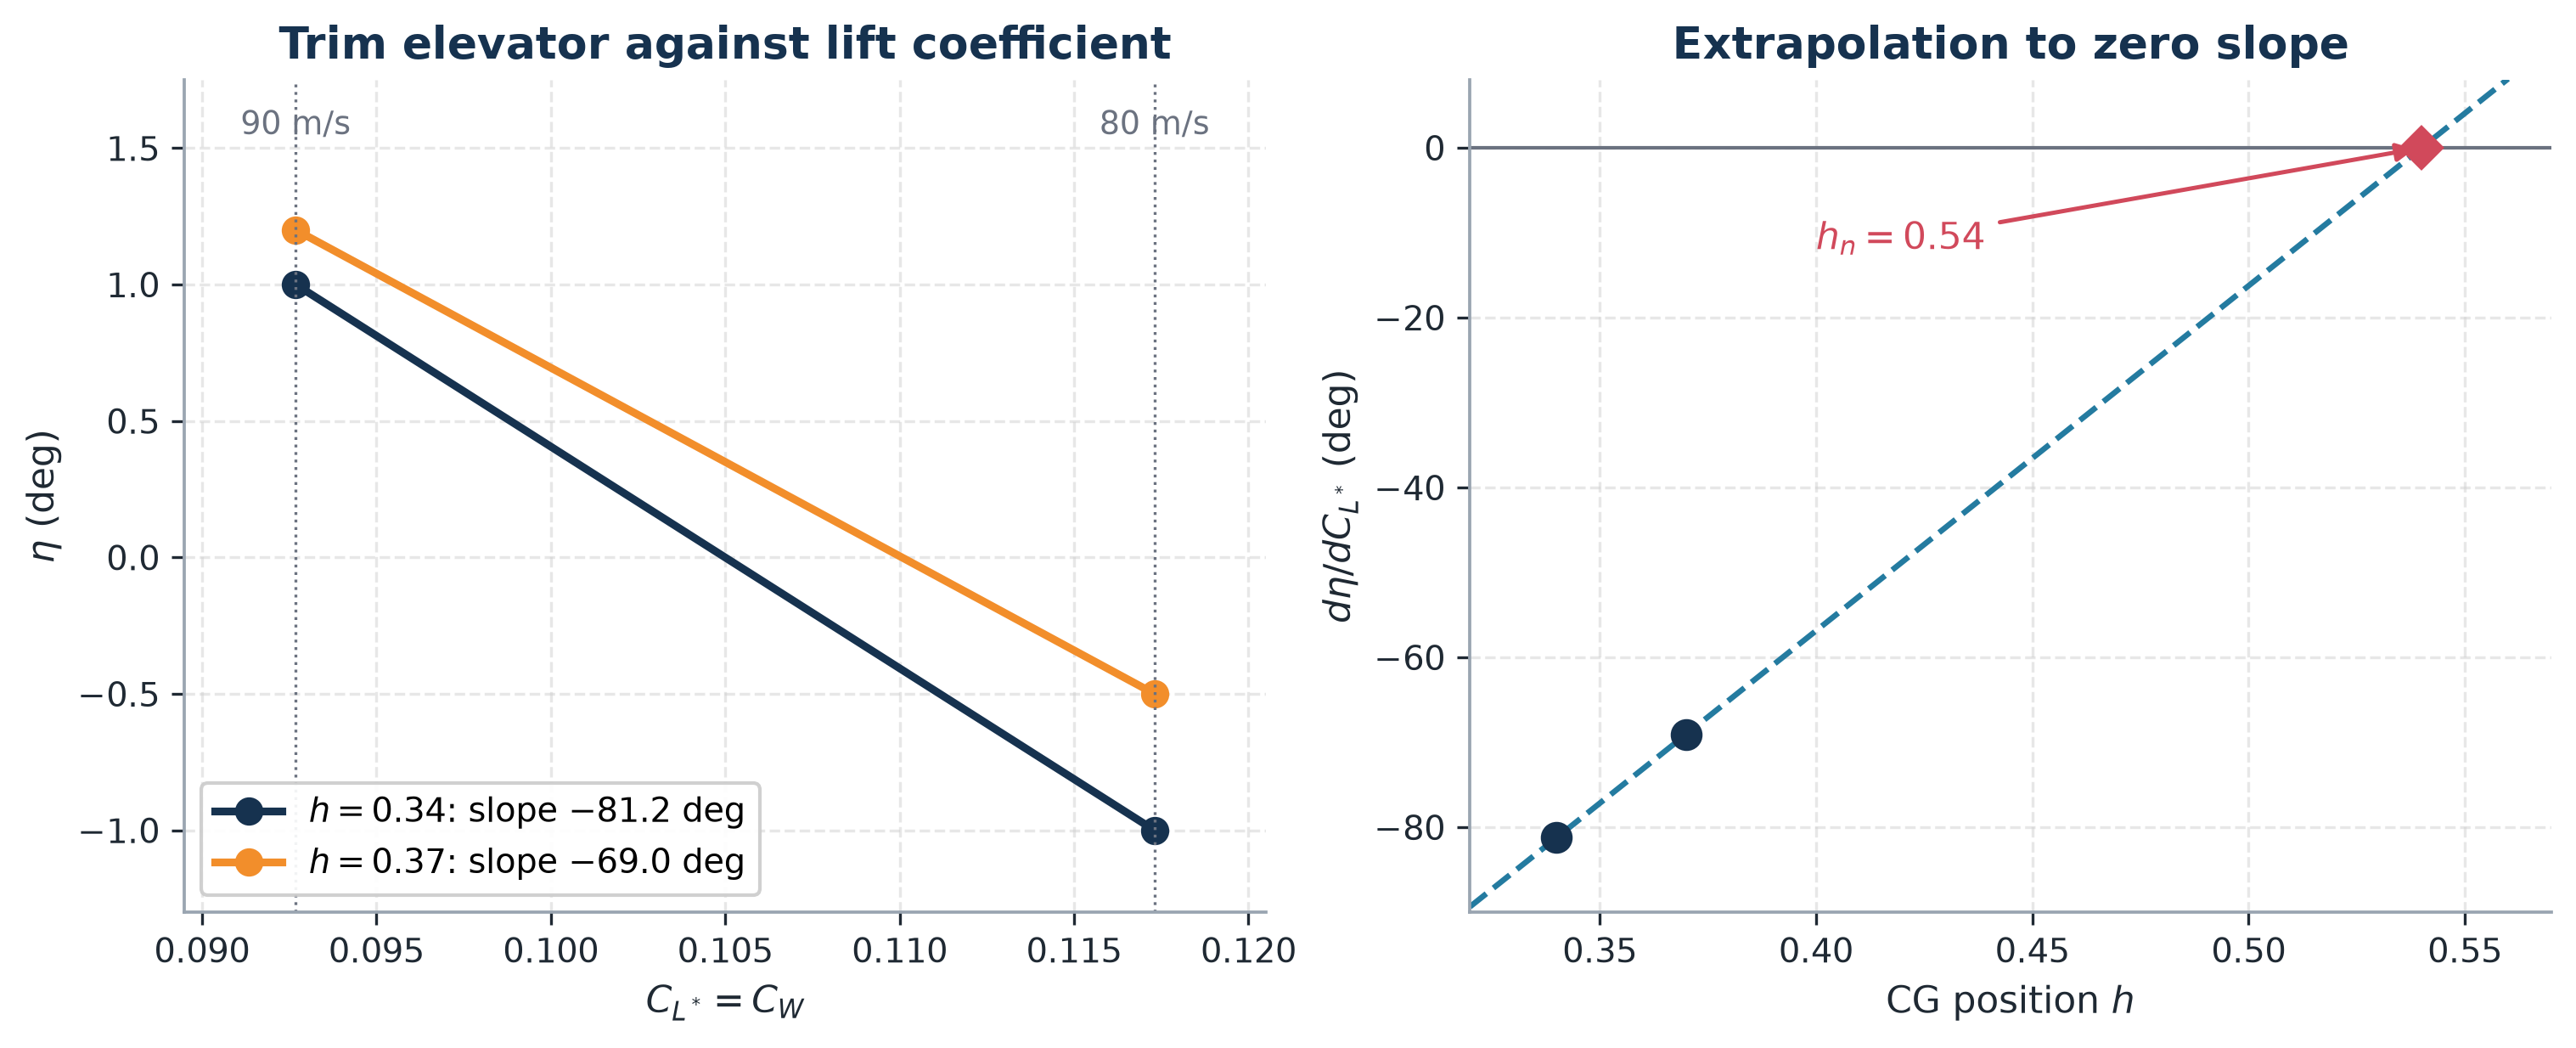 Trim elevator against lift coefficient
90 m/s
80 m/s
η (deg)
1.5
1.0
0.5
0.0
−0.5
−1.0
h = 0.34: slope −81.2 deg
h = 0.37: slope −69.0 deg
0.090 0.095 0.100 0.105 0.110 0.115 0.120
C_{L*} = C_W
Extrapolation to zero slope
dη/dC_{L*} (deg)
0
−20
−40
−60
−80
h_n = 0.54
0.35 0.40 0.45 0.50 0.55
CG position h